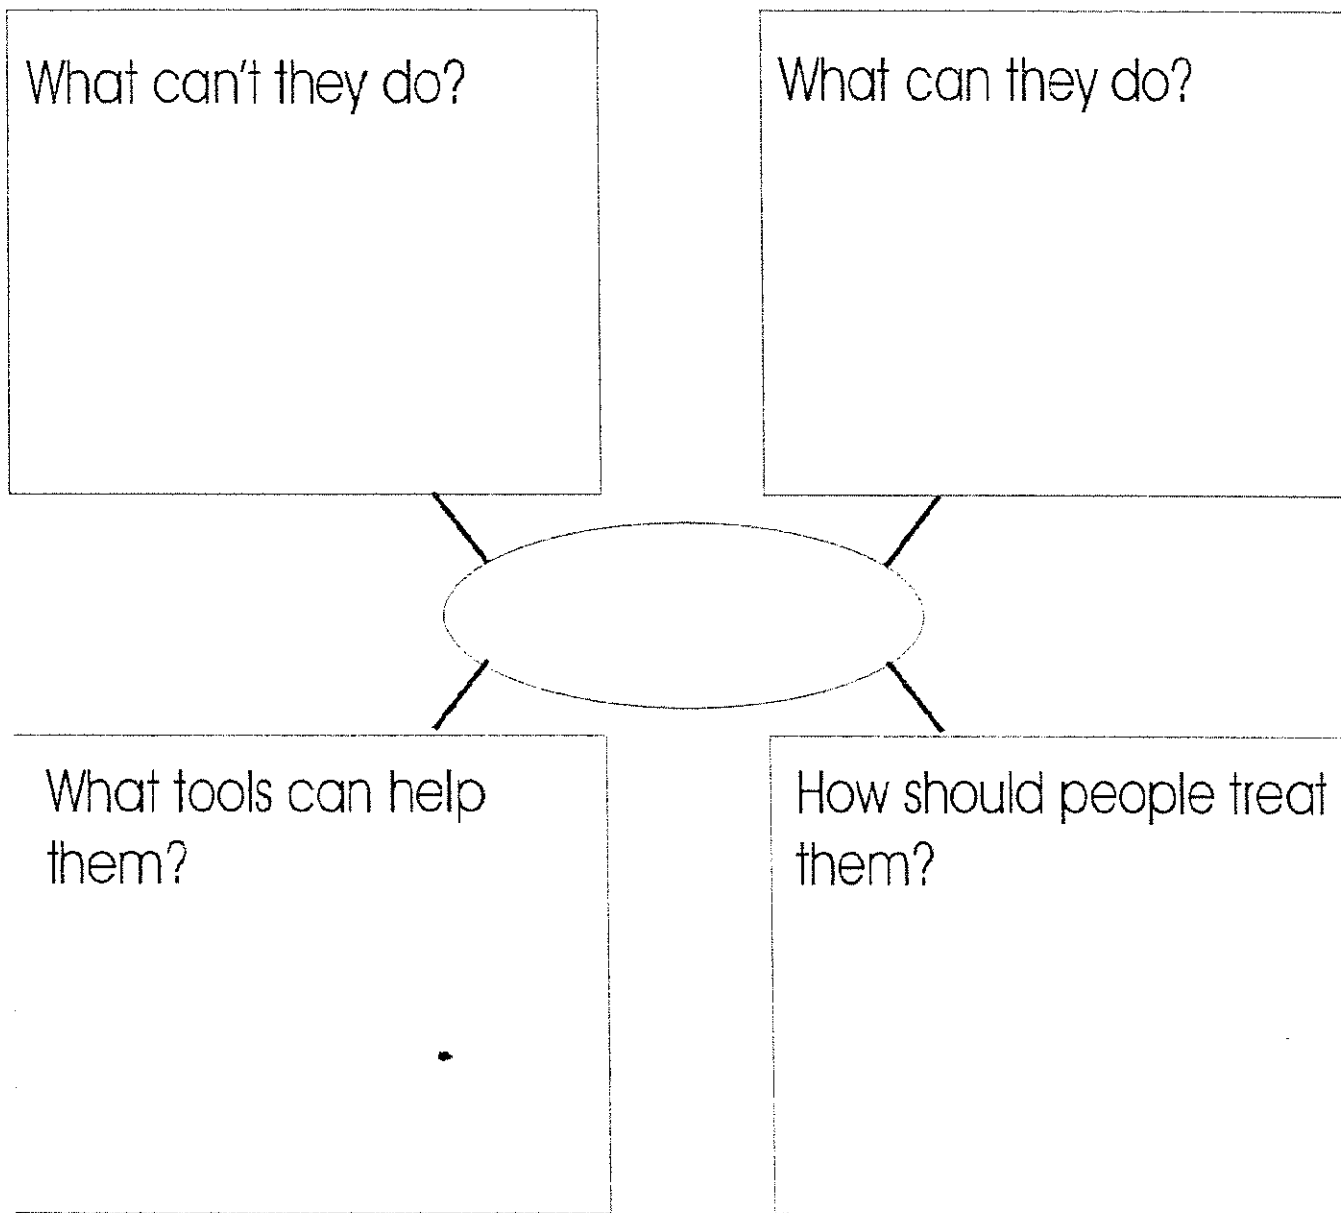 What can't they do?
What can they do?
What tools can help
them?
How should people treat
them?